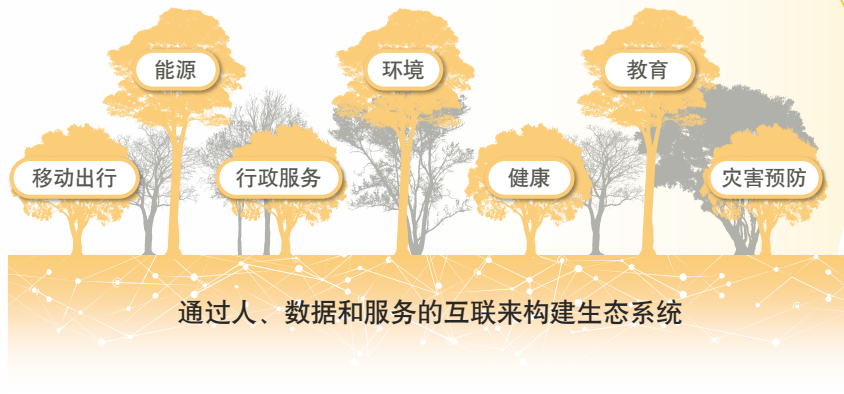 能源
环境
教育
移动出行
行政服务
健康
灾害预防
通过人、数据和服务的互联来构建生态系统